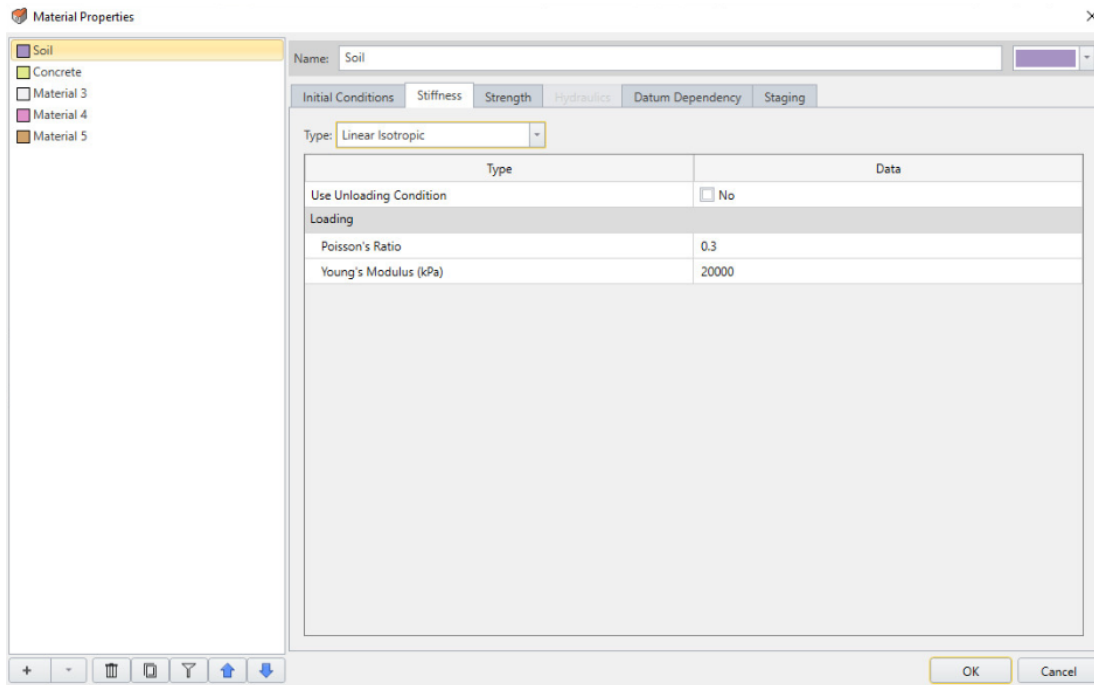 Material Properties
Soil
Concrete
Material 3
Material 4
Material 5
Name: Soil
Initial Conditions Stiffness Strength Hydraulics Datum Dependency Staging
Type: Linear Isotropic
Type Data
Use Unloading Condition No
Loading
Poisson's Ratio 0.3
Young's Modulus (kPa) 20000
OK Cancel